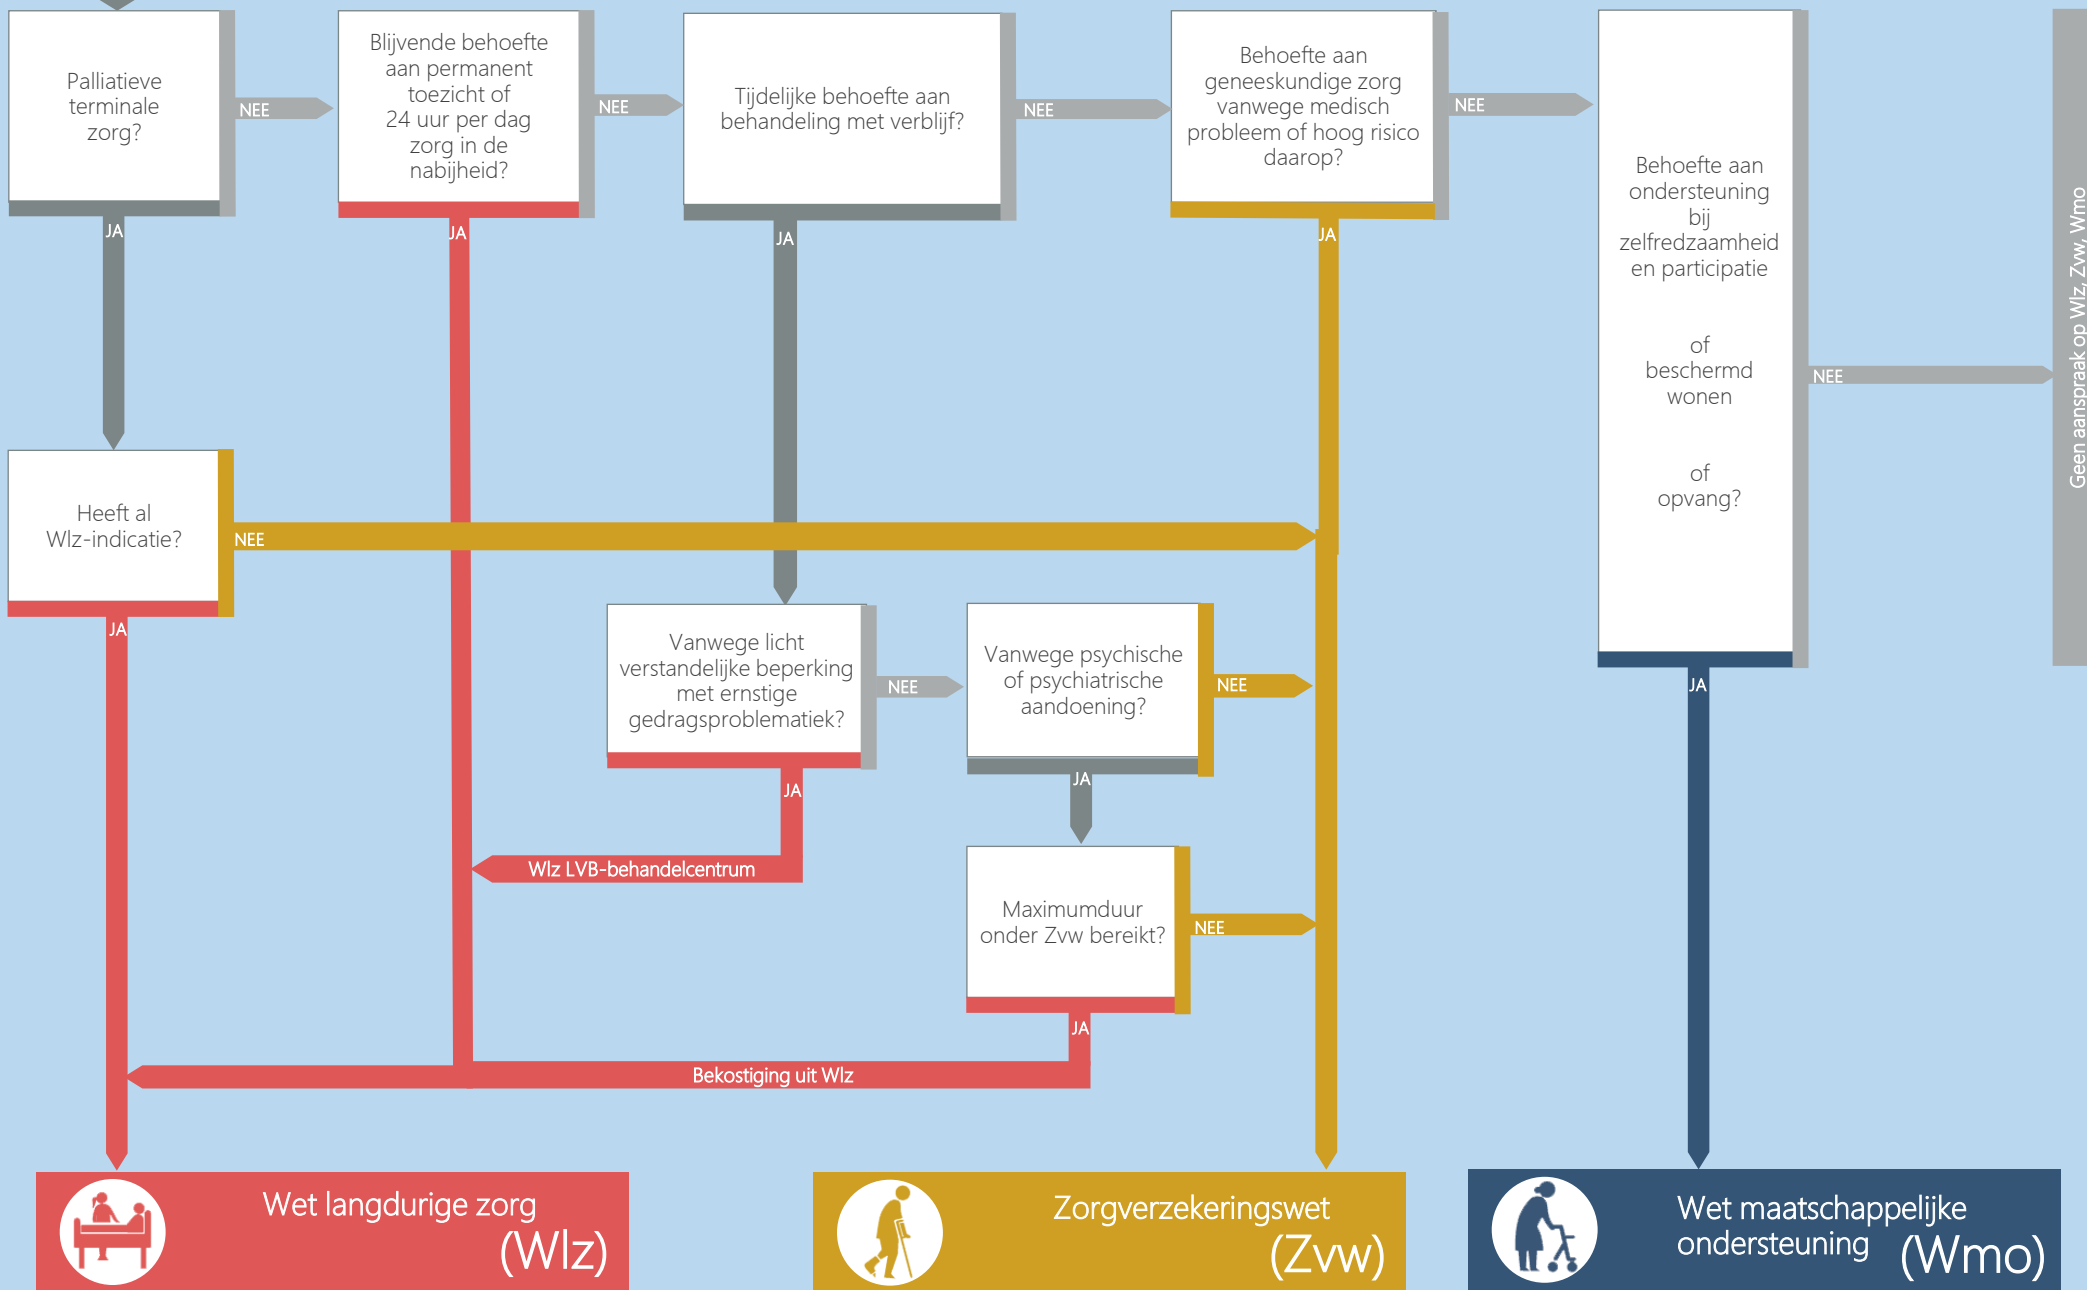 Palliatieve
terminale
zorg?
NEE
JA
Blijvende behoefte
aan permanent
toezicht of
24 uur per dag
zorg in de
nabijheid?
NEE
JA
Tijdelijke behoefte aan
behandeling met verblijf?
NEE
JA
Behoefte aan
geneeskundige zorg
vanwege medisch
probleem of hoog risico
daarop?
NEE
JA
Behoefte aan
ondersteuning
bij
zelfredzaamheid
en participatie
of
beschermd
wonen
of
opvang?
NEE
JA
Geen aanspraak op Wlz, Zvw, Wmo
Heeft al
Wlz-indicatie?
NEE
JA
Vanwege licht
verstandelijke beperking
met ernstige
gedragsproblematiek?
NEE
JA
Wlz LVB-behandelcentrum
Vanwege psychische
of psychiatrische
aandoening?
NEE
JA
Maximumduur
onder Zvw bereikt?
NEE
JA
Bekostiging uit Wlz
Wet langdurige zorg
(Wlz)
Zorgverzekeringswet
(Zvw)
Wet maatschappelijke
ondersteuning (Wmo)